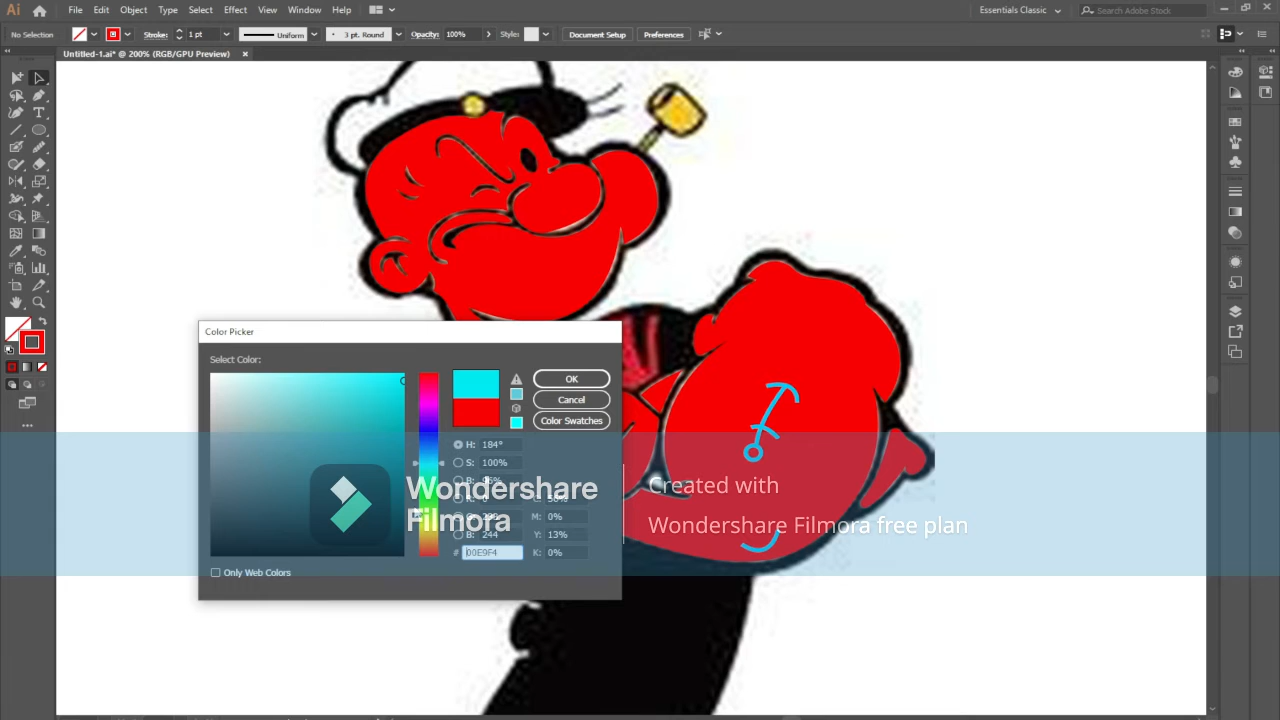 Ai File Edit Object Type Select Effect View Window Help Essentials Classic Search Adobe Stock
No Selection Stroke: 1 pt Uniform 3 pt. Round Opacity: 100% Style: Document Setup Preferences
Untitled-1.ai* @ 200% (RGB/GPU Preview)
Color Picker
Select Color:
OK
Cancel
Color Swatches
H: 184°
S: 100%
B:
Wondershare
Filmora
Created with
Wondershare Filmora free plan
M: 0%
B: 244 Y: 13%
# 00E9F4 K: 0%
Only Web Colors